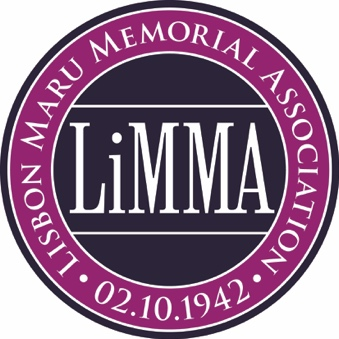 LISBON MARU MEMORIAL ASSOCIATION
LiMMA
• 02.10.1942 •